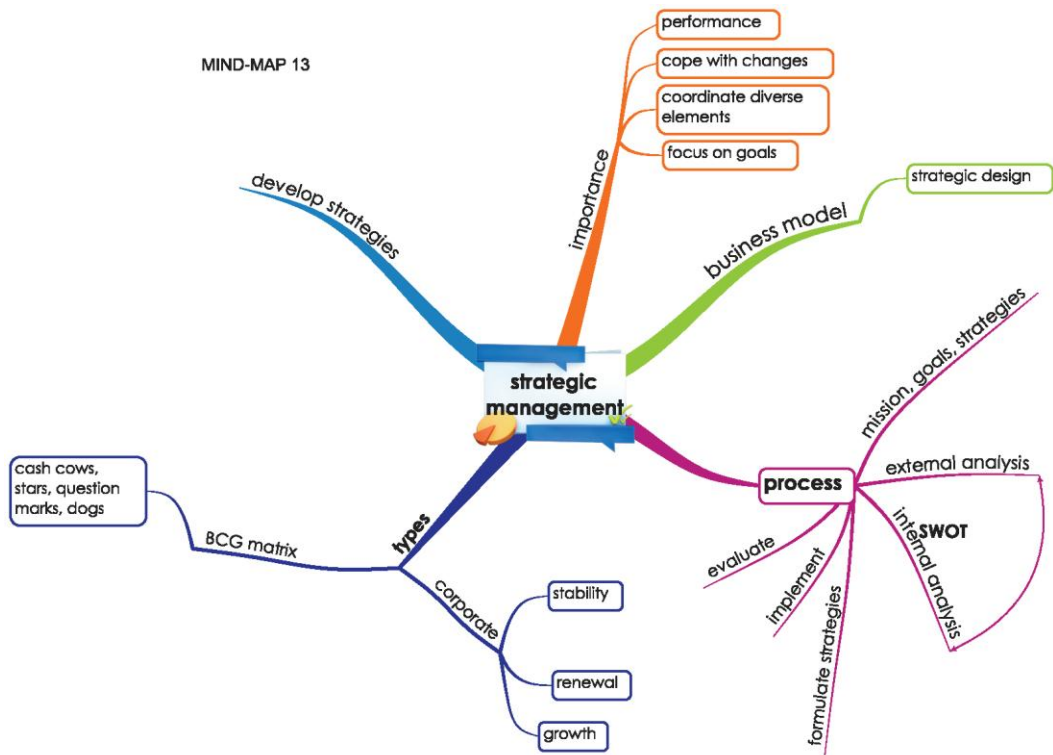 MIND-MAP 13
performance
cope with changes
coordinate diverse
elements
focus on goals
importance
develop strategies
business model
strategic design
strategic
management
mission, goals, strategies
process
external analysis
internal analysis
SWOT
evaluate
implement
formulate strategies
types
cash cows,
stars, question
marks, dogs
BCG matrix
corporate
stability
renewal
growth